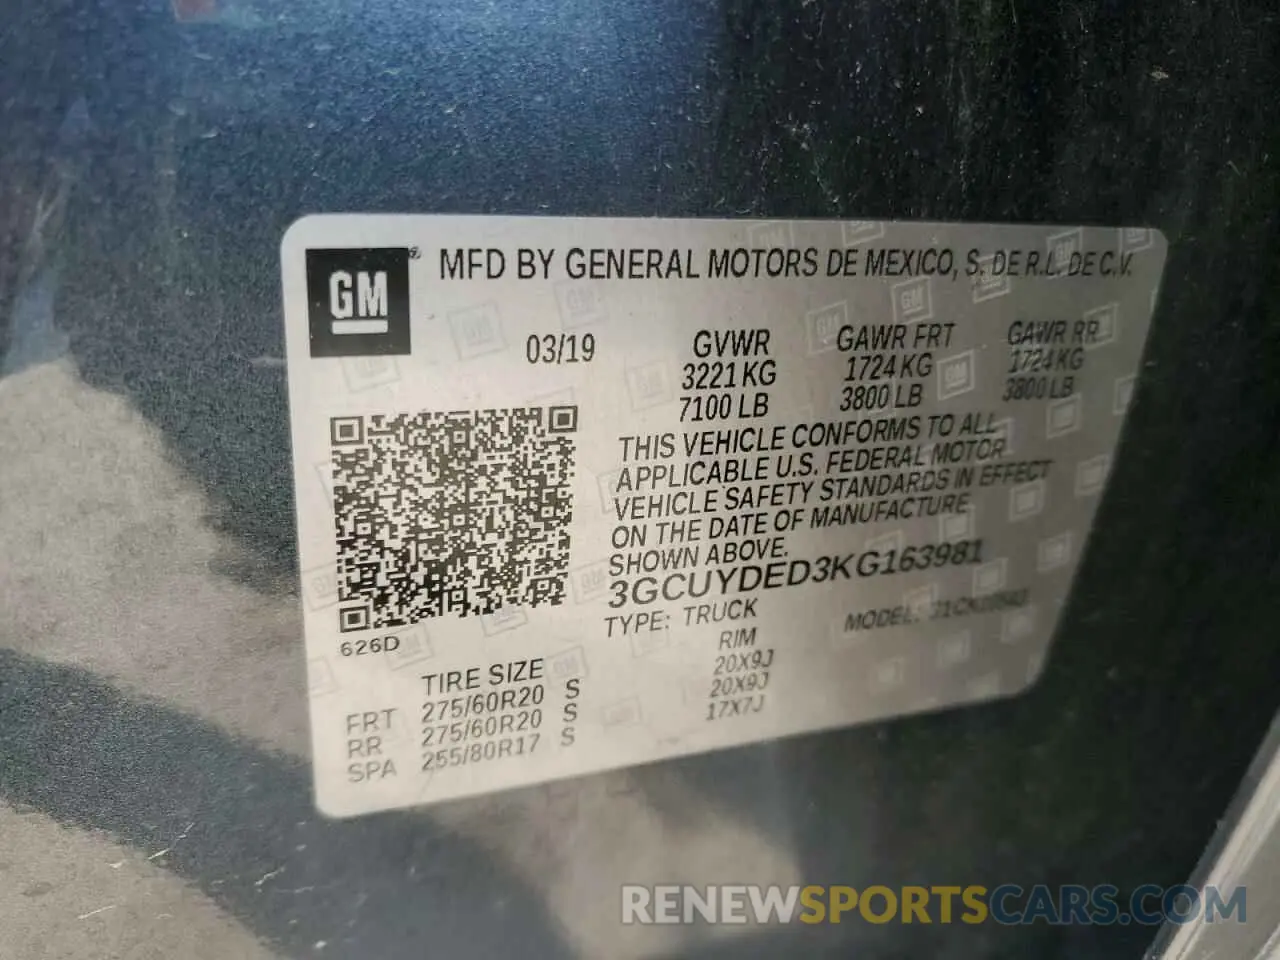 GM
MFD BY GENERAL MOTORS DE MEXICO, S. DE R.L. DE C.V.
03/19
GVWR GAWR FRT GAWR RR
3221 KG 1724 KG 1724 KG
7100 LB 3800 LB 3800 LB
THIS VEHICLE CONFORMS TO ALL
APPLICABLE U.S. FEDERAL MOTOR
VEHICLE SAFETY STANDARDS IN EFFECT
ON THE DATE OF MANUFACTURE
SHOWN ABOVE.
3GCUYDED3KG163981
TYPE: TRUCK MODEL:
626D
TIRE SIZE RIM
FRT 275/60R20 S 20X9J
RR 275/60R20 S 20X9J
SPA 255/80R17 S 17X7J
RENEWSPORTSCARS.COM